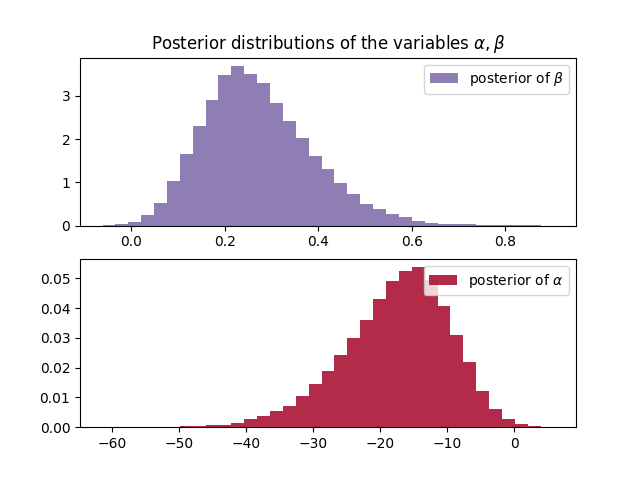 Posterior distributions of the variables α, β
posterior of β
3
2
1
0
0.0 0.2 0.4 0.6 0.8
posterior of α
0.05
0.04
0.03
0.02
0.01
0.00
−60 −50 −40 −30 −20 −10 0